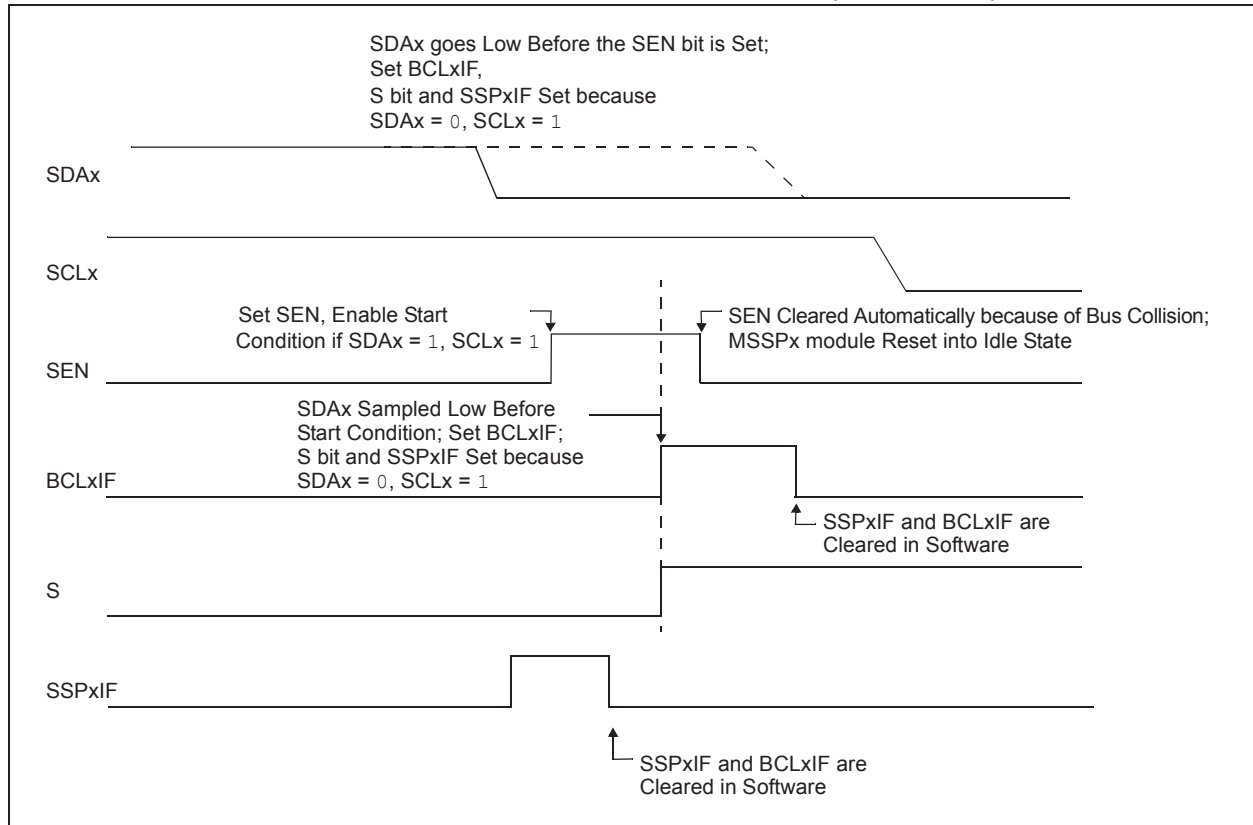 SDAx goes Low Before the SEN bit is Set;
Set BCLxIF,
S bit and SSPxIF Set because
SDAx = 0, SCLx = 1
SDAx
SCLx
Set SEN, Enable Start
Condition if SDAx = 1, SCLx = 1
SEN Cleared Automatically because of Bus Collision;
MSSPx module Reset into Idle State
SEN
SDAx Sampled Low Before
Start Condition; Set BCLxIF;
S bit and SSPxIF Set because
SDAx = 0, SCLx = 1
BCLxIF
SSPxIF and BCLxIF are
Cleared in Software
S
SSPxIF
SSPxIF and BCLxIF are
Cleared in Software